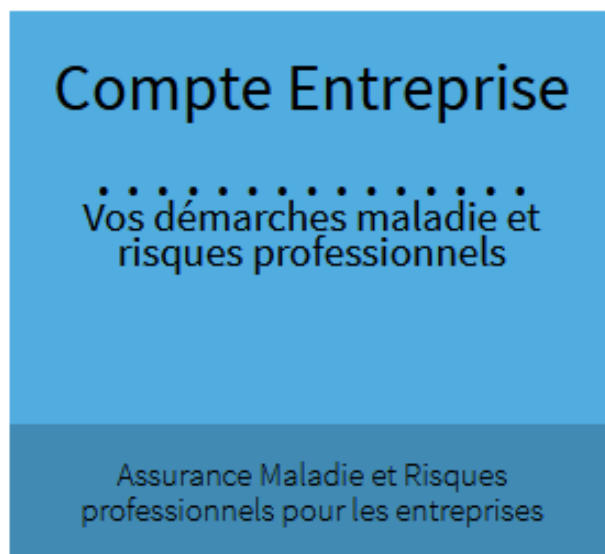 Compte Entreprise
Vos démarches maladie et
risques professionnels
Assurance Maladie et Risques
professionnels pour les entreprises